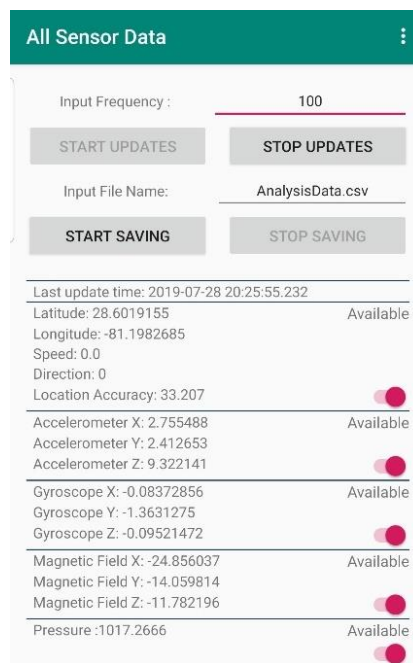 All Sensor Data
Input Frequency : 100
START UPDATES STOP UPDATES
Input File Name: AnalysisData.csv
START SAVING STOP SAVING
Last update time: 2019-07-28 20:25:55.232
Latitude: 28.6019155 Available
Longitude: -81.1982685
Speed: 0.0
Direction: 0
Location Accuracy: 33.207
Accelerometer X: 2.755488 Available
Accelerometer Y: 2.412653
Accelerometer Z: 9.322141
Gyroscope X: -0.08372856 Available
Gyroscope Y: -1.3631275
Gyroscope Z: -0.09521472
Magnetic Field X: -24.856037 Available
Magnetic Field Y: -14.059814
Magnetic Field Z: -11.782196
Pressure :1017.2666 Available